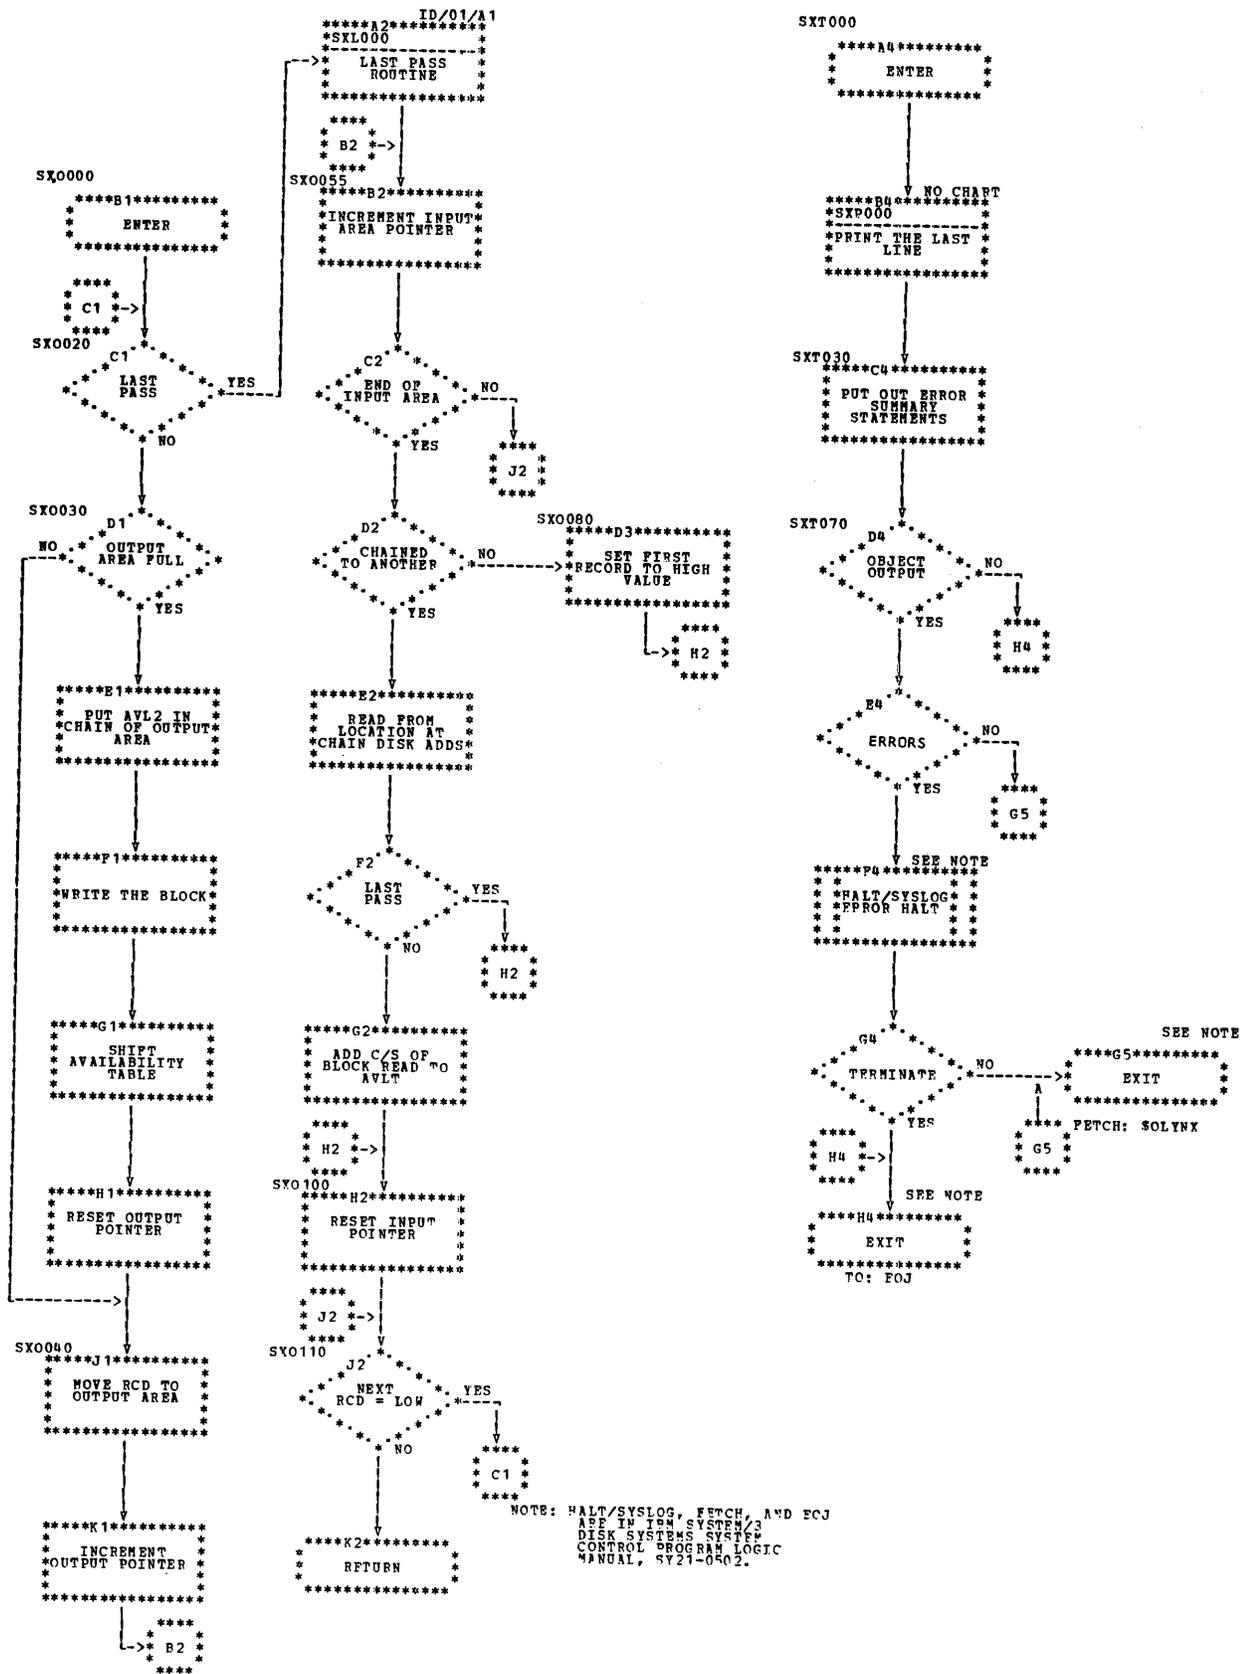 SXO000
B1
ENTER
C1
SXO020
C1
LAST
PASS
YES
NO
SXO030
D1
OUTPUT
AREA FULL
NO
YES
E1
PUT AVL2 IN
CHAIN OF OUTPUT
AREA
F1
WRITE THE BLOCK
G1
SHIFT
AVAILABILITY
TABLE
H1
RESET OUTPUT
POINTER
SXO040
J1
MOVE RCD TO
OUTPUT AREA
K1
INCREMENT
OUTPUT POINTER
B2
ID/01/A1
A2
SXL000
LAST PASS
ROUTINE
B2
SXO055
B2
INCREMENT INPUT
AREA POINTER
C2
END OF
INPUT AREA
NO
YES
J2
D2
CHAINED
TO ANOTHER
NO
YES
SXO080
D3
SET FIRST
RECORD TO HIGH
VALUE
H2
E2
READ FROM
LOCATION AT
CHAIN DISK ADDS
F2
LAST
PASS
YES
NO
H2
G2
ADD C/S OF
BLOCK READ TO
AVLT
H2
SXO100
H2
RESET INPUT
POINTER
J2
SXO110
J2
NEXT
RCD = LOW
YES
NO
C1
K2
RETURN
SXT000
A4
ENTER
NO CHART
B4
SXP000
PRINT THE LAST
LINE
SXT030
C4
PUT OUT ERROR
SUMMARY
STATEMENTS
SXT070
D4
OBJECT
OUTPUT
NO
YES
H4
E4
ERRORS
NO
YES
G5
SEE NOTE
F4
HALT/SYSLOG
ERROR HALT
G4
TERMINATE
NO
YES
SEE NOTE
G5
EXIT
FETCH: $OLYNX
G5
H4
SEE NOTE
H4
EXIT
TO: EOJ
NOTE: HALT/SYSLOG, FETCH, AND EOJ
ARE IN IBM SYSTEM/3
DISK SYSTEMS SYSTEM
CONTROL PROGRAM LOGIC
MANUAL, SY21-0502.